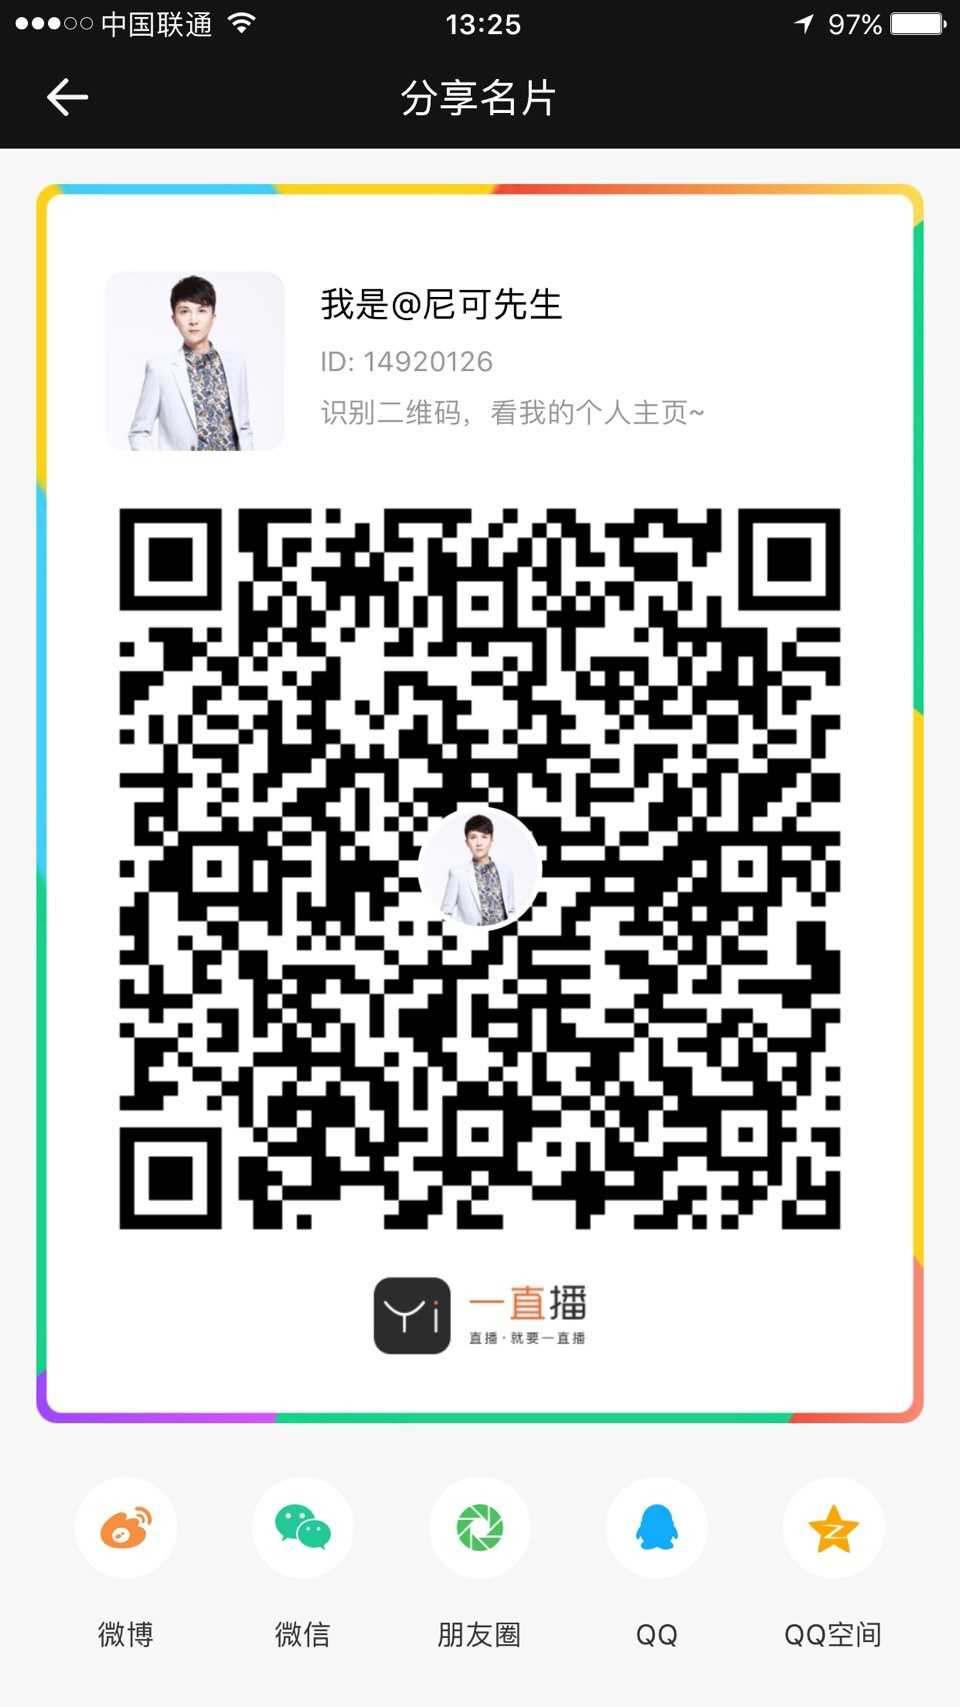 中国联通 13:25 97%
分享名片
我是@尼可先生
ID: 14920126
识别二维码，看我的个人主页~
Yi 一直播
直播·就要一直播
微博 微信 朋友圈 QQ QQ空间